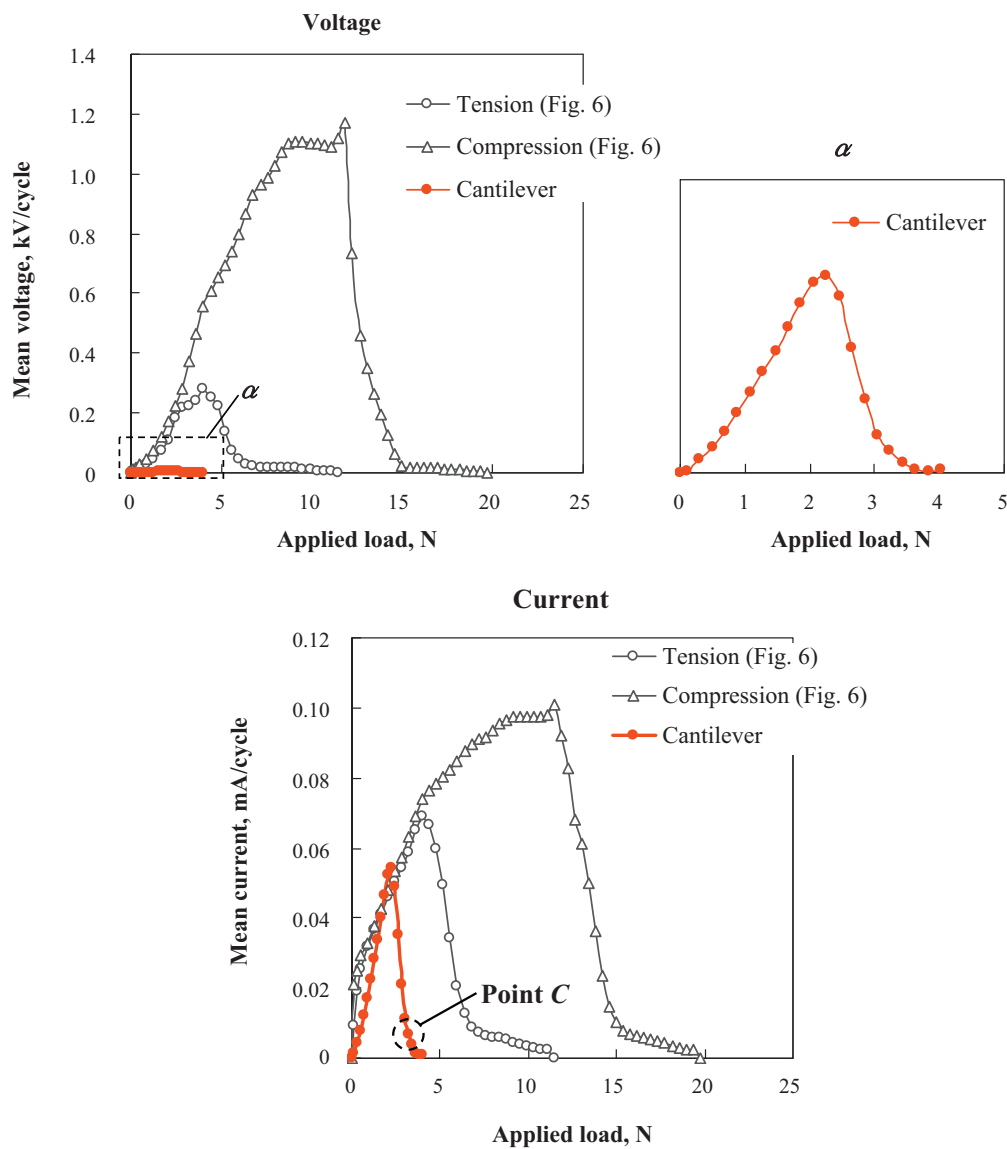 Voltage
1.4
1.2
1.0
0.8
0.6
0.4
0.2
0
Mean voltage, kV/cycle
Tension (Fig. 6)
Compression (Fig. 6)
Cantilever
α
0 5 10 15 20 25
Applied load, N
α
Cantilever
0 1 2 3 4 5
Applied load, N
Current
0.12
0.10
0.08
0.06
0.04
0.02
0
Mean current, mA/cycle
Tension (Fig. 6)
Compression (Fig. 6)
Cantilever
Point C
0 5 10 15 20 25
Applied load, N